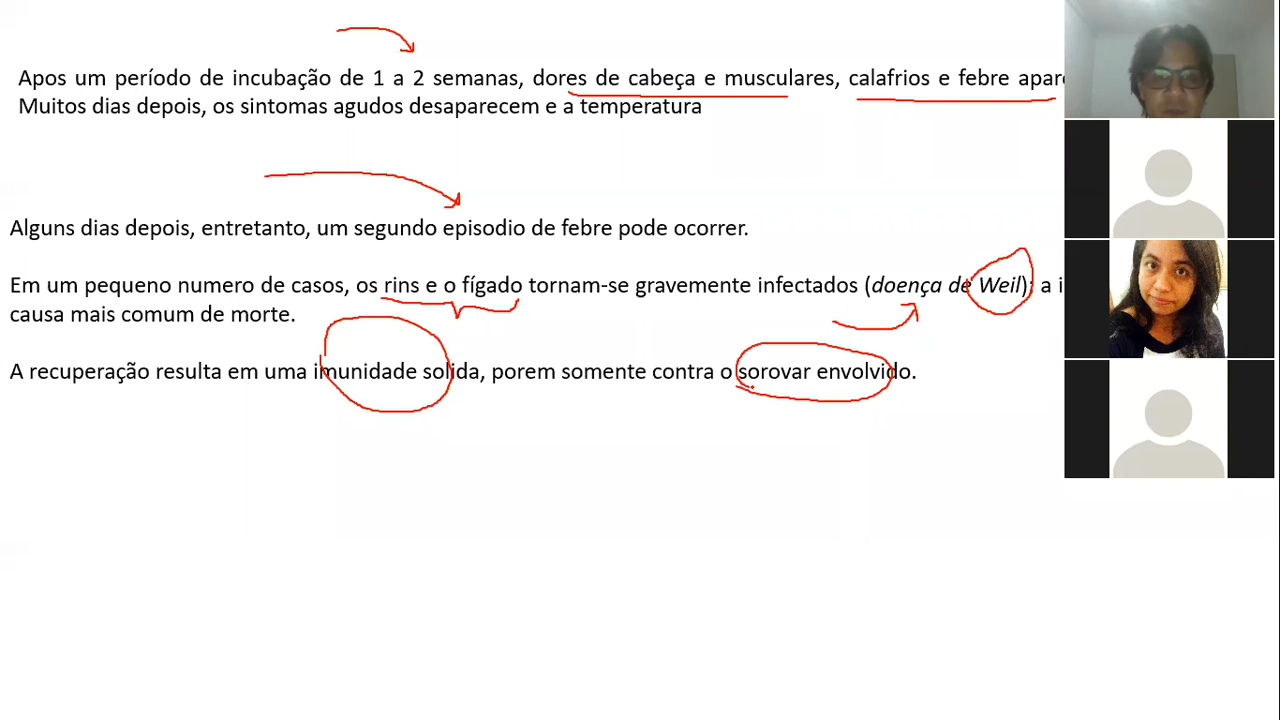 Apos um período de incubação de 1 a 2 semanas, dores de cabeça e musculares, calafrios e febre
Muitos dias depois, os sintomas agudos desaparecem e a temperatura
Alguns dias depois, entretanto, um segundo episodio de febre pode ocorrer.
Em um pequeno numero de casos, os rins e o fígado tornam-se gravemente infectados (doença de Weil); a
causa mais comum de morte.
A recuperação resulta em uma imunidade solida, porem somente contra o sorovar envolvido.